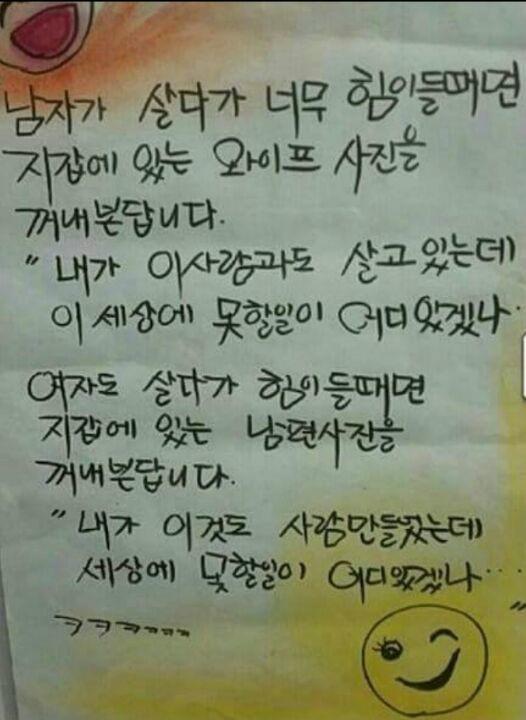 남자가 살다가 너무 힘이들때면
지갑에 있는 와이프 사진을
꺼내본답니다.
"내가 이사람과도 살고있는데
이 세상에 못할일이 어디있겠나··
여자도 살다가 힘이들때면
지갑에 있는 남편사진을
꺼내본답니다.
"내가 이것도 사람만들었는데
세상에 못할일이 어디있겠나···"
ㅋㅋㅋㅋㅋㅋㅋ